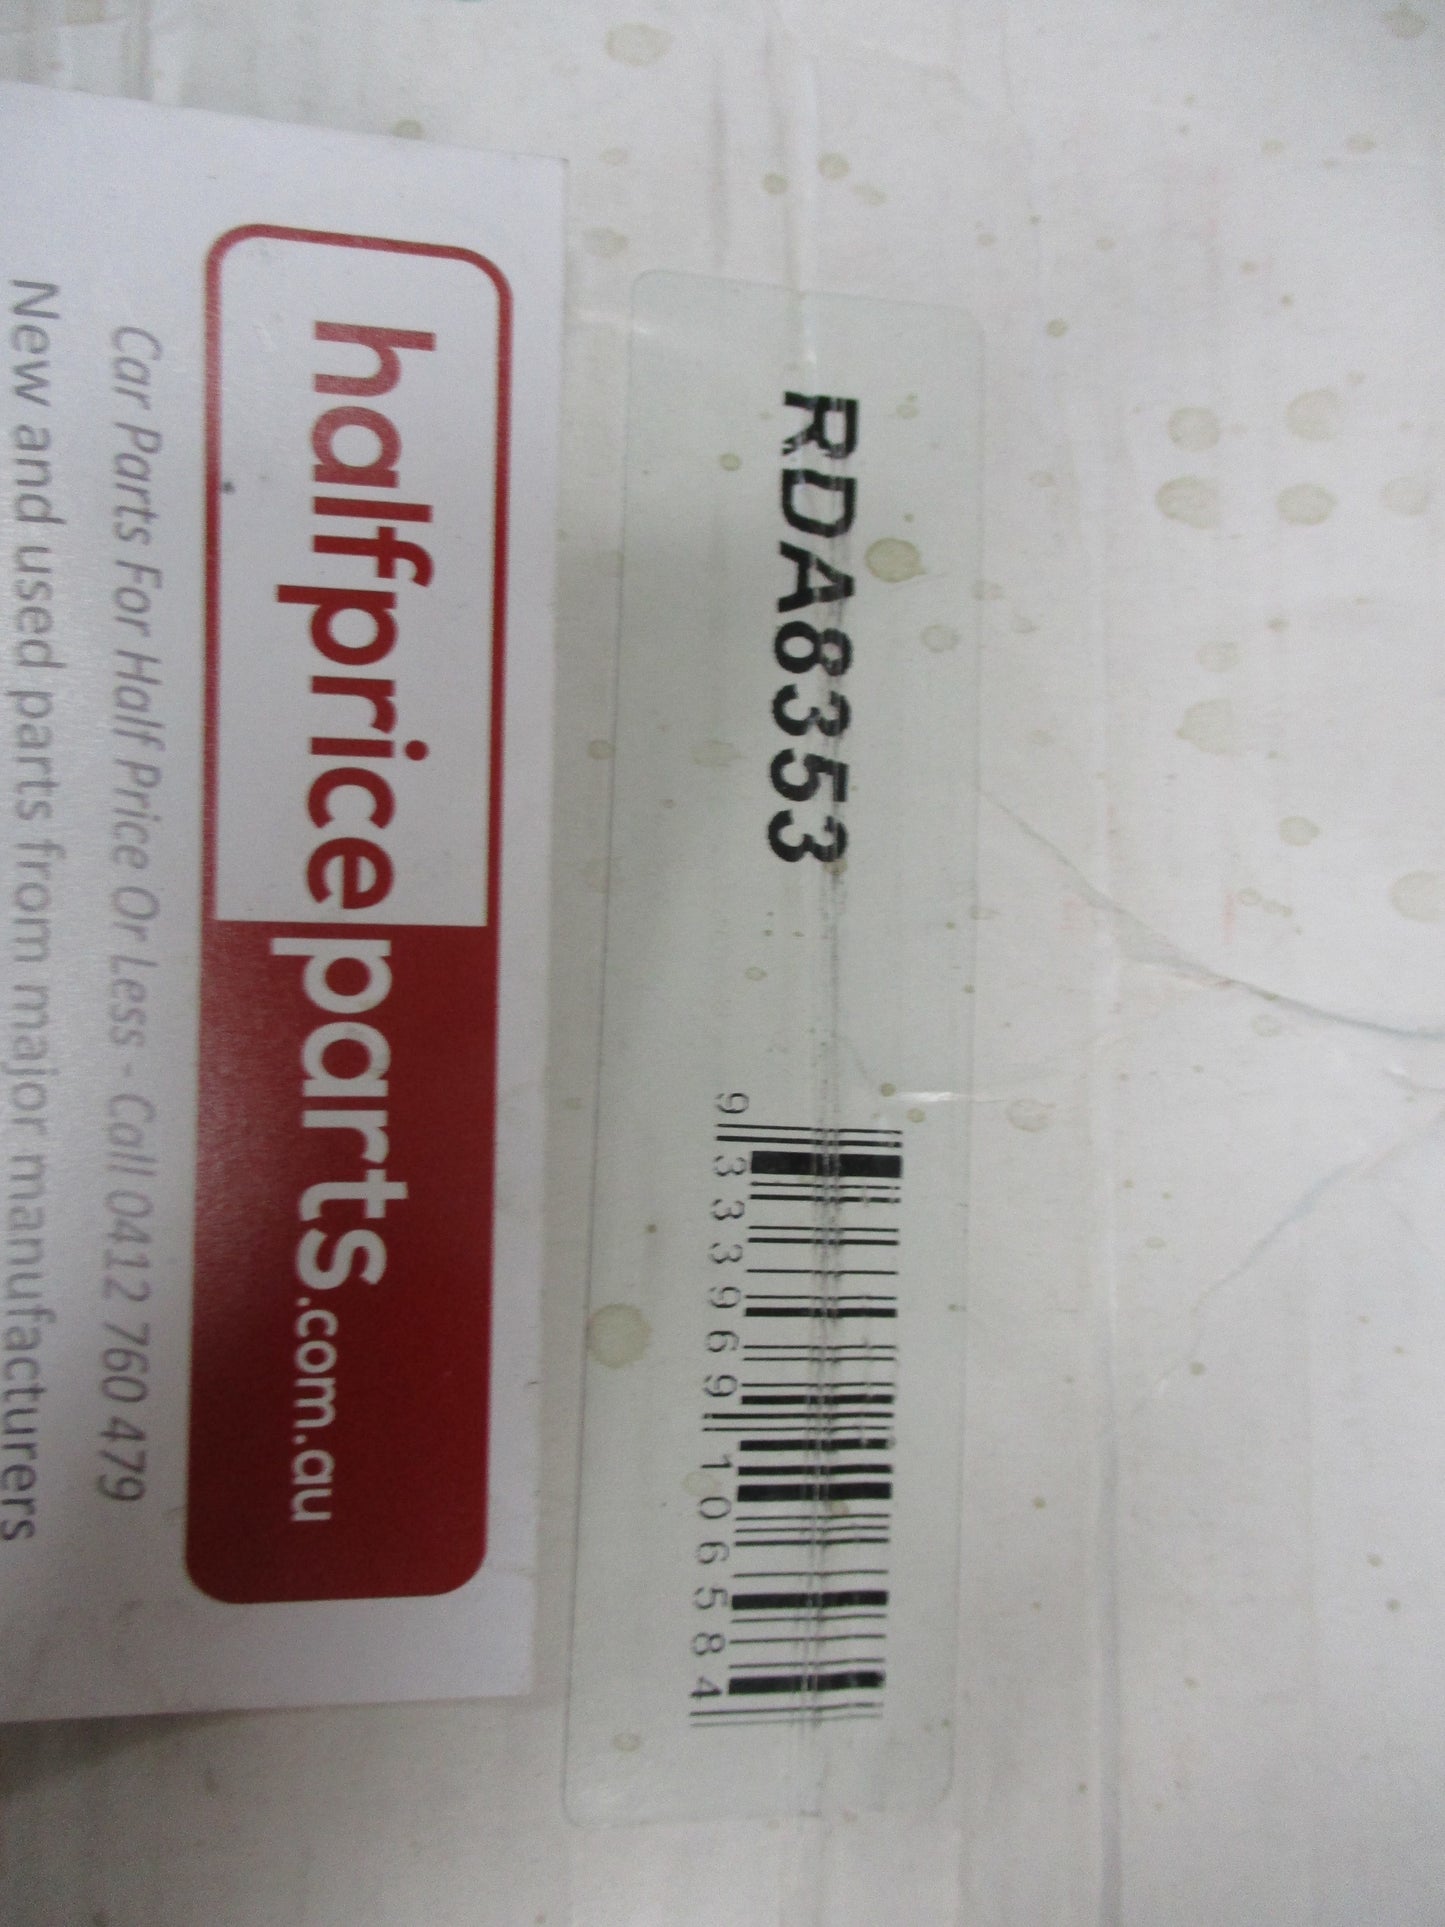 RDA8353
9 333969 106584
halfpriceparts.com.au
Car Parts For Half Price Or Less - Call 0412 760 479
New and used parts from major manufacturers